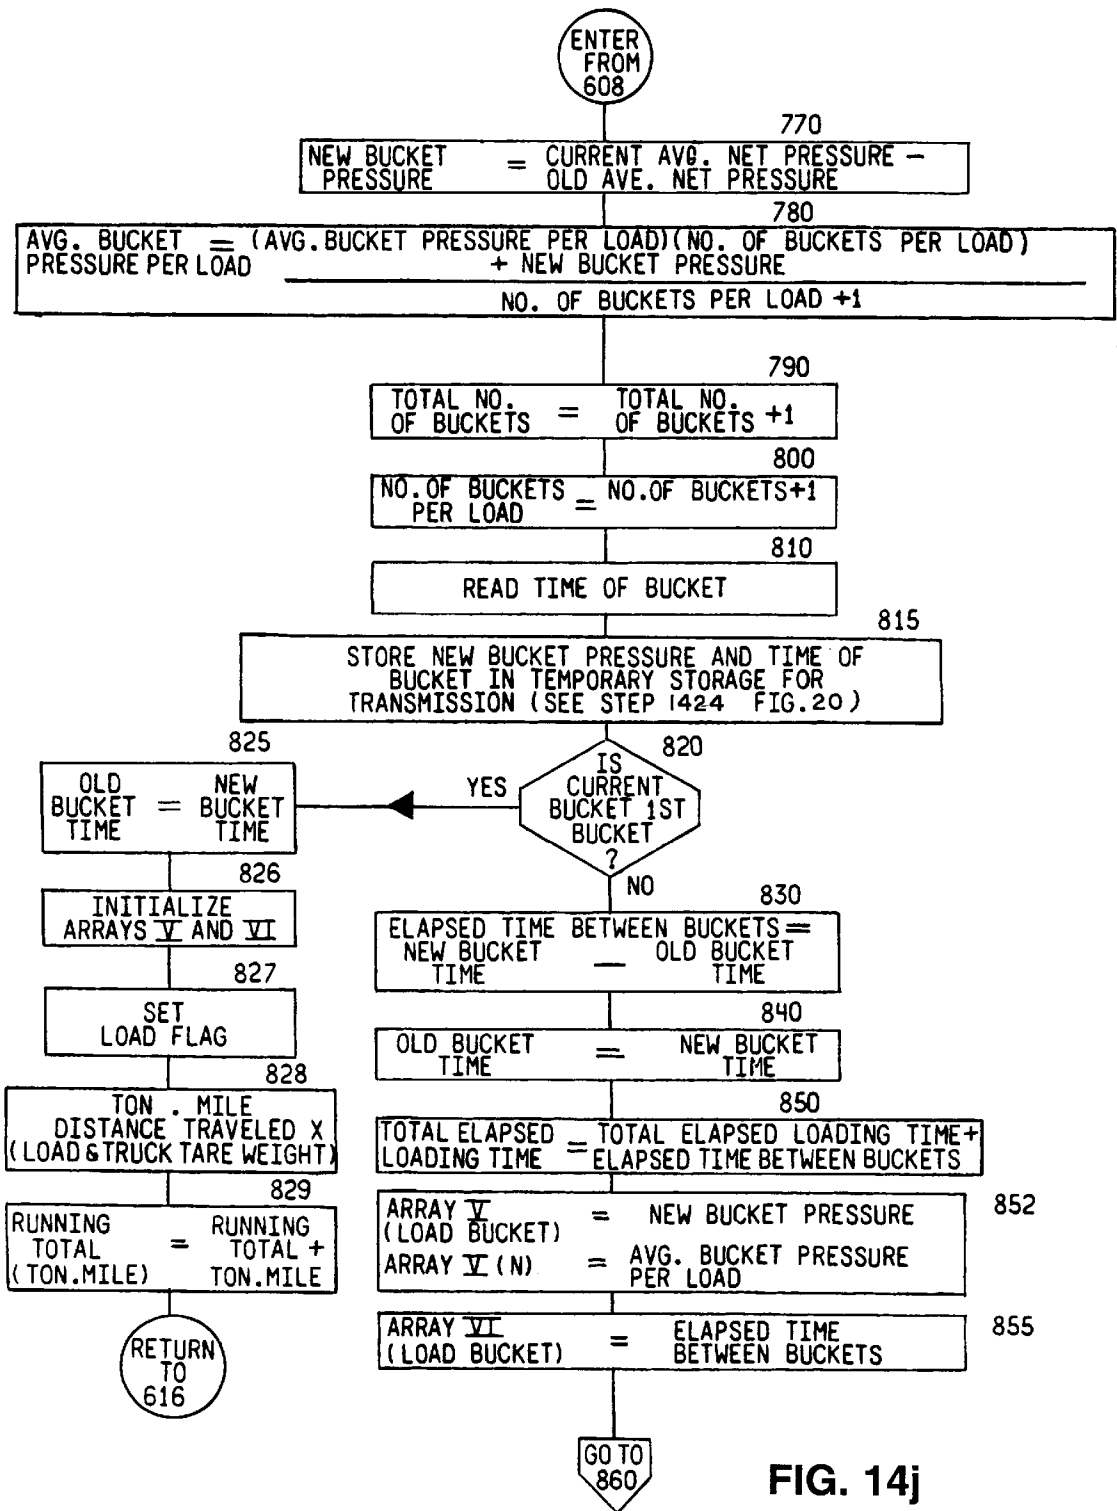 ENTER
FROM
608
770
NEW BUCKET = CURRENT AVG. NET PRESSURE −
PRESSURE OLD AVE. NET PRESSURE
780
AVG. BUCKET = (AVG. BUCKET PRESSURE PER LOAD)(NO. OF BUCKETS PER LOAD)
PRESSURE PER LOAD + NEW BUCKET PRESSURE
NO. OF BUCKETS PER LOAD +1
790
TOTAL NO. = TOTAL NO.
OF BUCKETS OF BUCKETS +1
800
NO. OF BUCKETS = NO. OF BUCKETS+1
PER LOAD
810
READ TIME OF BUCKET
815
STORE NEW BUCKET PRESSURE AND TIME OF
BUCKET IN TEMPORARY STORAGE FOR
TRANSMISSION (SEE STEP 1424 FIG.20)
820
IS
CURRENT
BUCKET 1ST
BUCKET
?
YES
825
OLD NEW
BUCKET = BUCKET
TIME TIME
826
INITIALIZE
ARRAYS V AND VI
827
SET
LOAD FLAG
828
TON . MILE
DISTANCE TRAVELED X
(LOAD & TRUCK TARE WEIGHT)
829
RUNNING RUNNING
TOTAL = TOTAL +
(TON.MILE) TON.MILE
RETURN
TO
616
NO
830
ELAPSED TIME BETWEEN BUCKETS =
NEW BUCKET − OLD BUCKET
TIME TIME
840
OLD BUCKET = NEW BUCKET
TIME TIME
850
TOTAL ELAPSED = TOTAL ELAPSED LOADING TIME+
LOADING TIME ELAPSED TIME BETWEEN BUCKETS
852
ARRAY V = NEW BUCKET PRESSURE
(LOAD BUCKET)
ARRAY V (N) = AVG. BUCKET PRESSURE
PER LOAD
855
ARRAY VI = ELAPSED TIME
(LOAD BUCKET) BETWEEN BUCKETS
GO TO
860
FIG. 14j